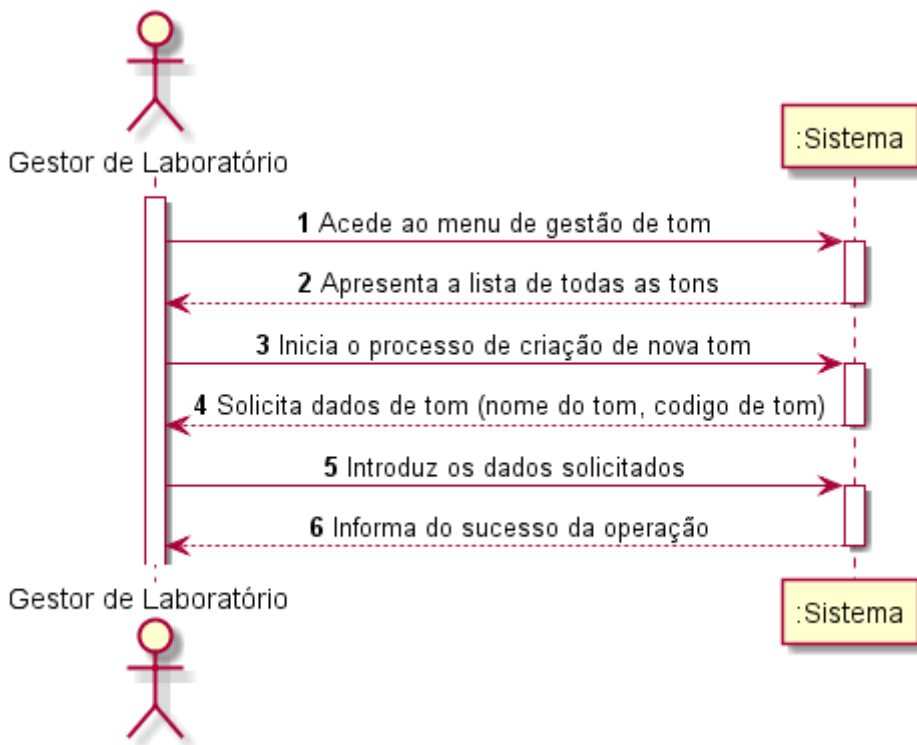 Gestor de Laboratório
:Sistema
1 Acede ao menu de gestão de tom
2 Apresenta a lista de todas as tons
3 Inicia o processo de criação de nova tom
4 Solicita dados de tom (nome do tom, codigo de tom)
5 Introduz os dados solicitados
6 Informa do sucesso da operação
Gestor de Laboratório
:Sistema